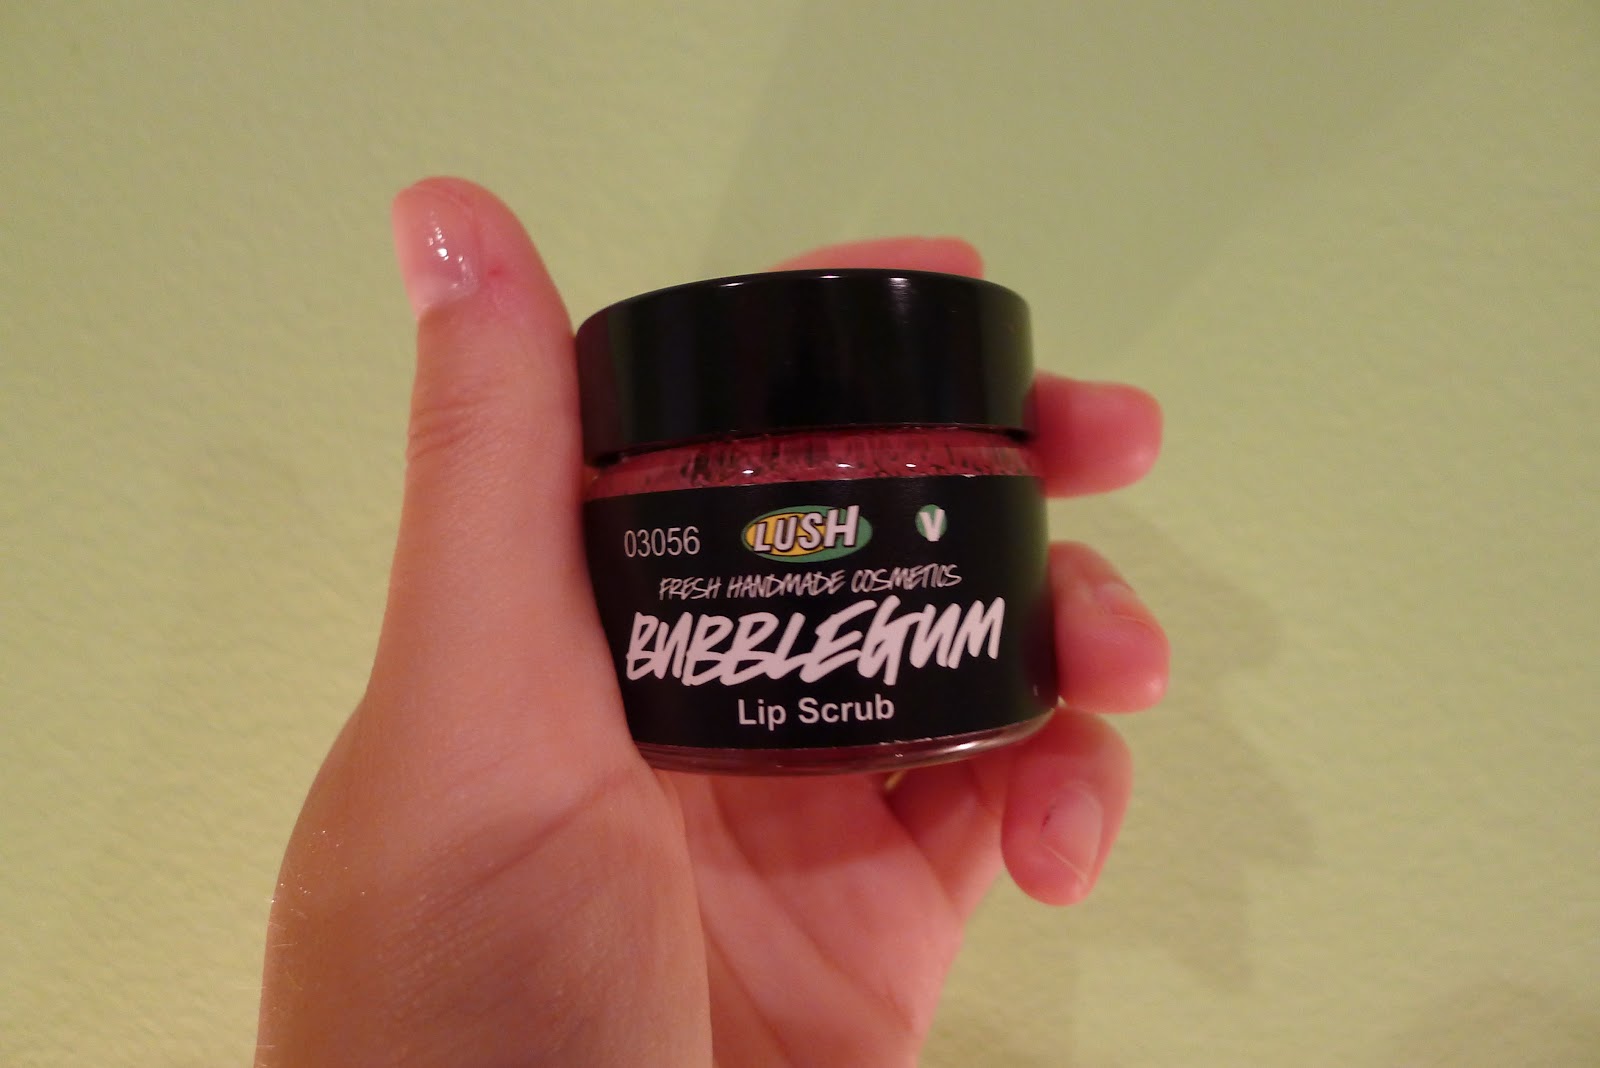 03056 LUSH V
FRESH HANDMADE COSMETICS
BUBBLEGUM
Lip Scrub